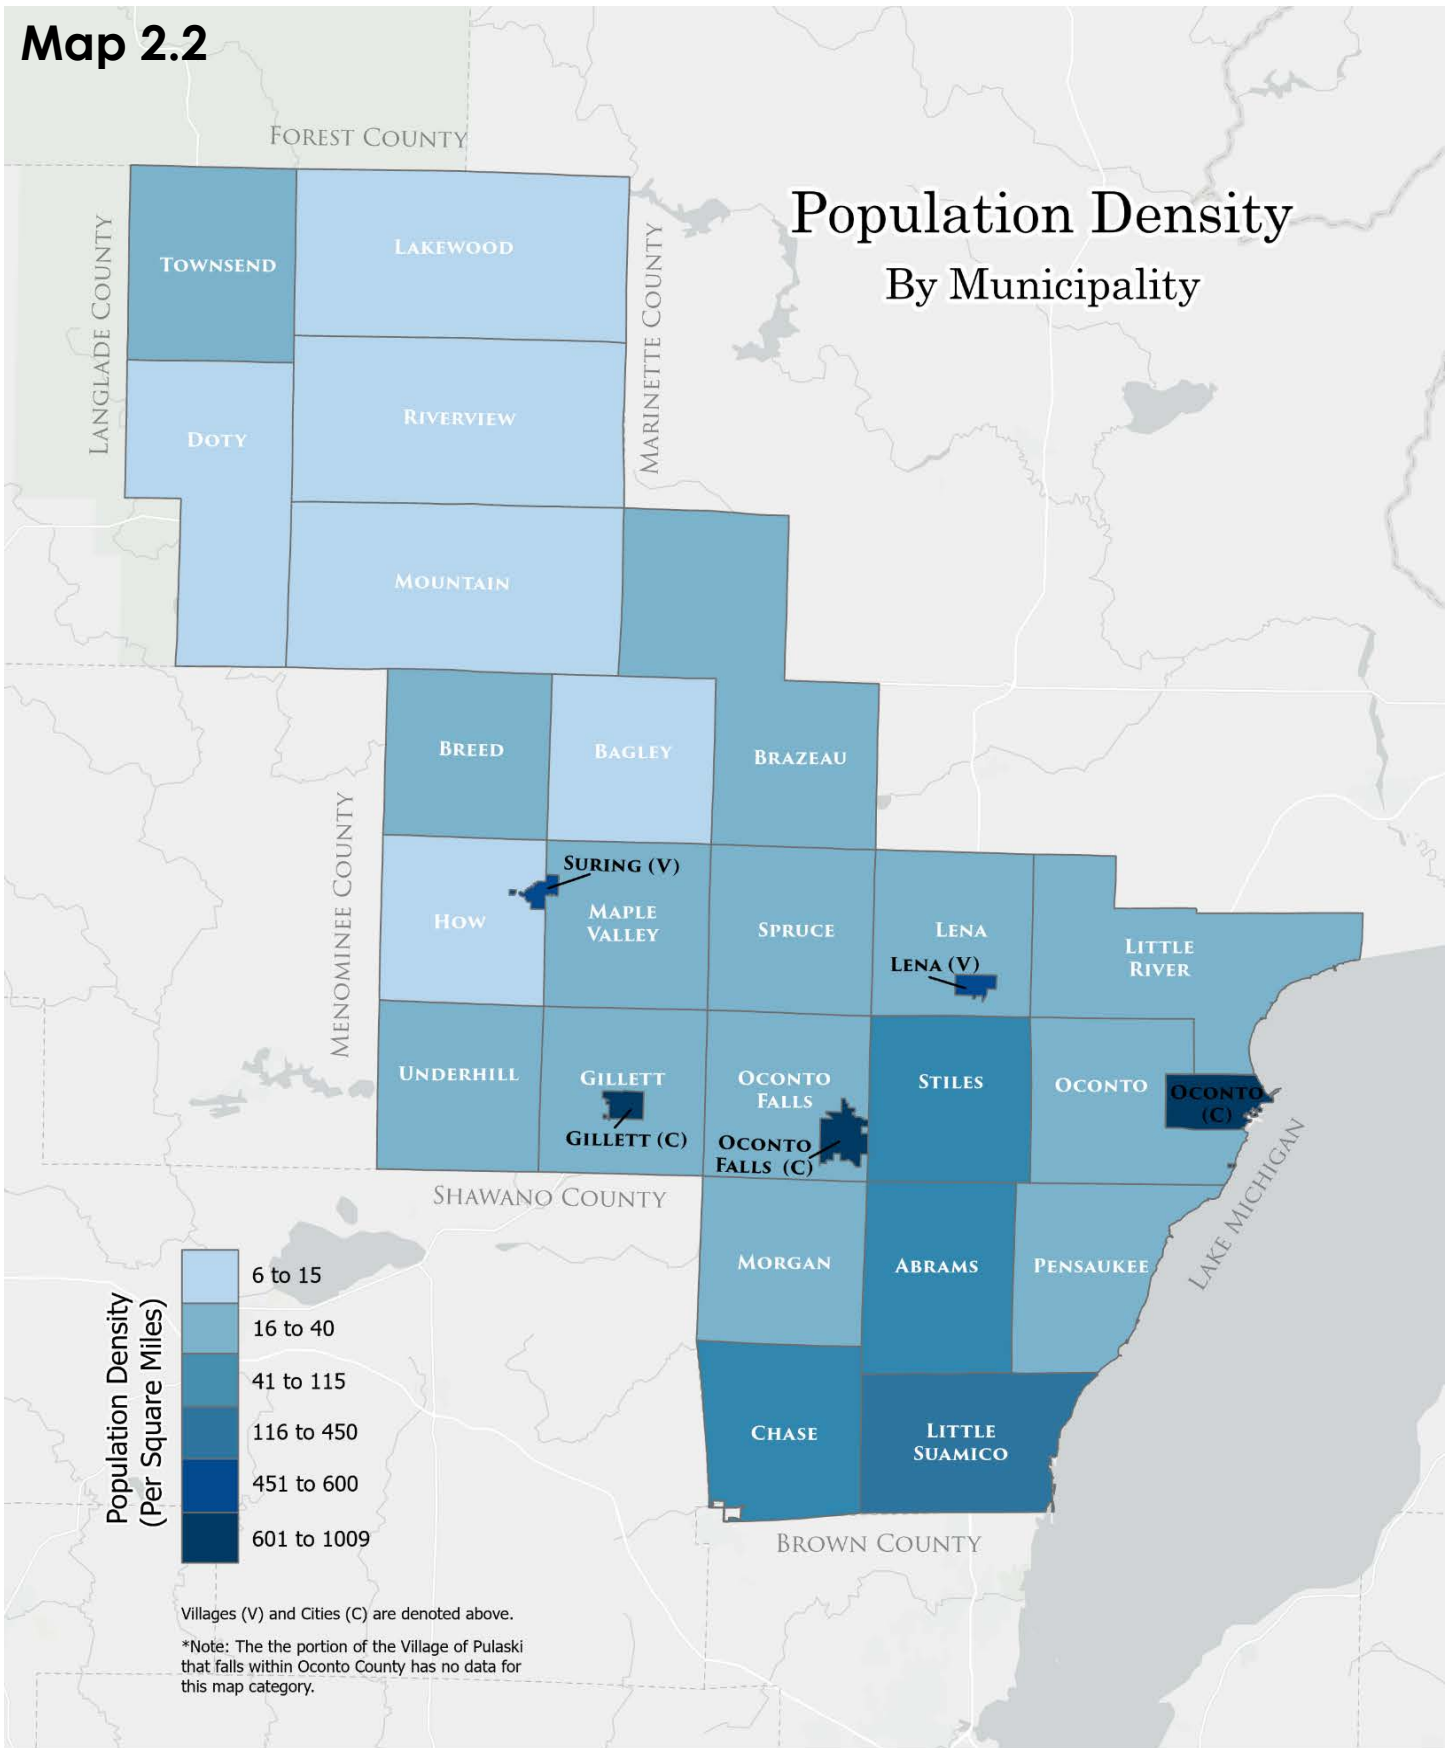 Map 2.2
FOREST COUNTY
Population Density
By Municipality
LANGLADE COUNTY
MARINETTE COUNTY
TOWNSEND
LAKEWOOD
DOTY
RIVERVIEW
MOUNTAIN
BREED
BAGLEY
BRAZEAU
MENOMINEE COUNTY
SURING (V)
HOW
MAPLE
VALLEY
SPRUCE
LENA
LENA (V)
LITTLE
RIVER
UNDERHILL
GILLETT
GILLETT (C)
OCONTO
FALLS
OCONTO
FALLS (C)
STILES
OCONTO
OCONTO
(C)
SHAWANO COUNTY
LAKE MICHIGAN
MORGAN
ABRAMS
PENSAUKEE
CHASE
LITTLE
SUAMICO
BROWN COUNTY
Population Density
(Per Square Miles)
6 to 15
16 to 40
41 to 115
116 to 450
451 to 600
601 to 1009
Villages (V) and Cities (C) are denoted above.
*Note: The the portion of the Village of Pulaski
that falls within Oconto County has no data for
this map category.